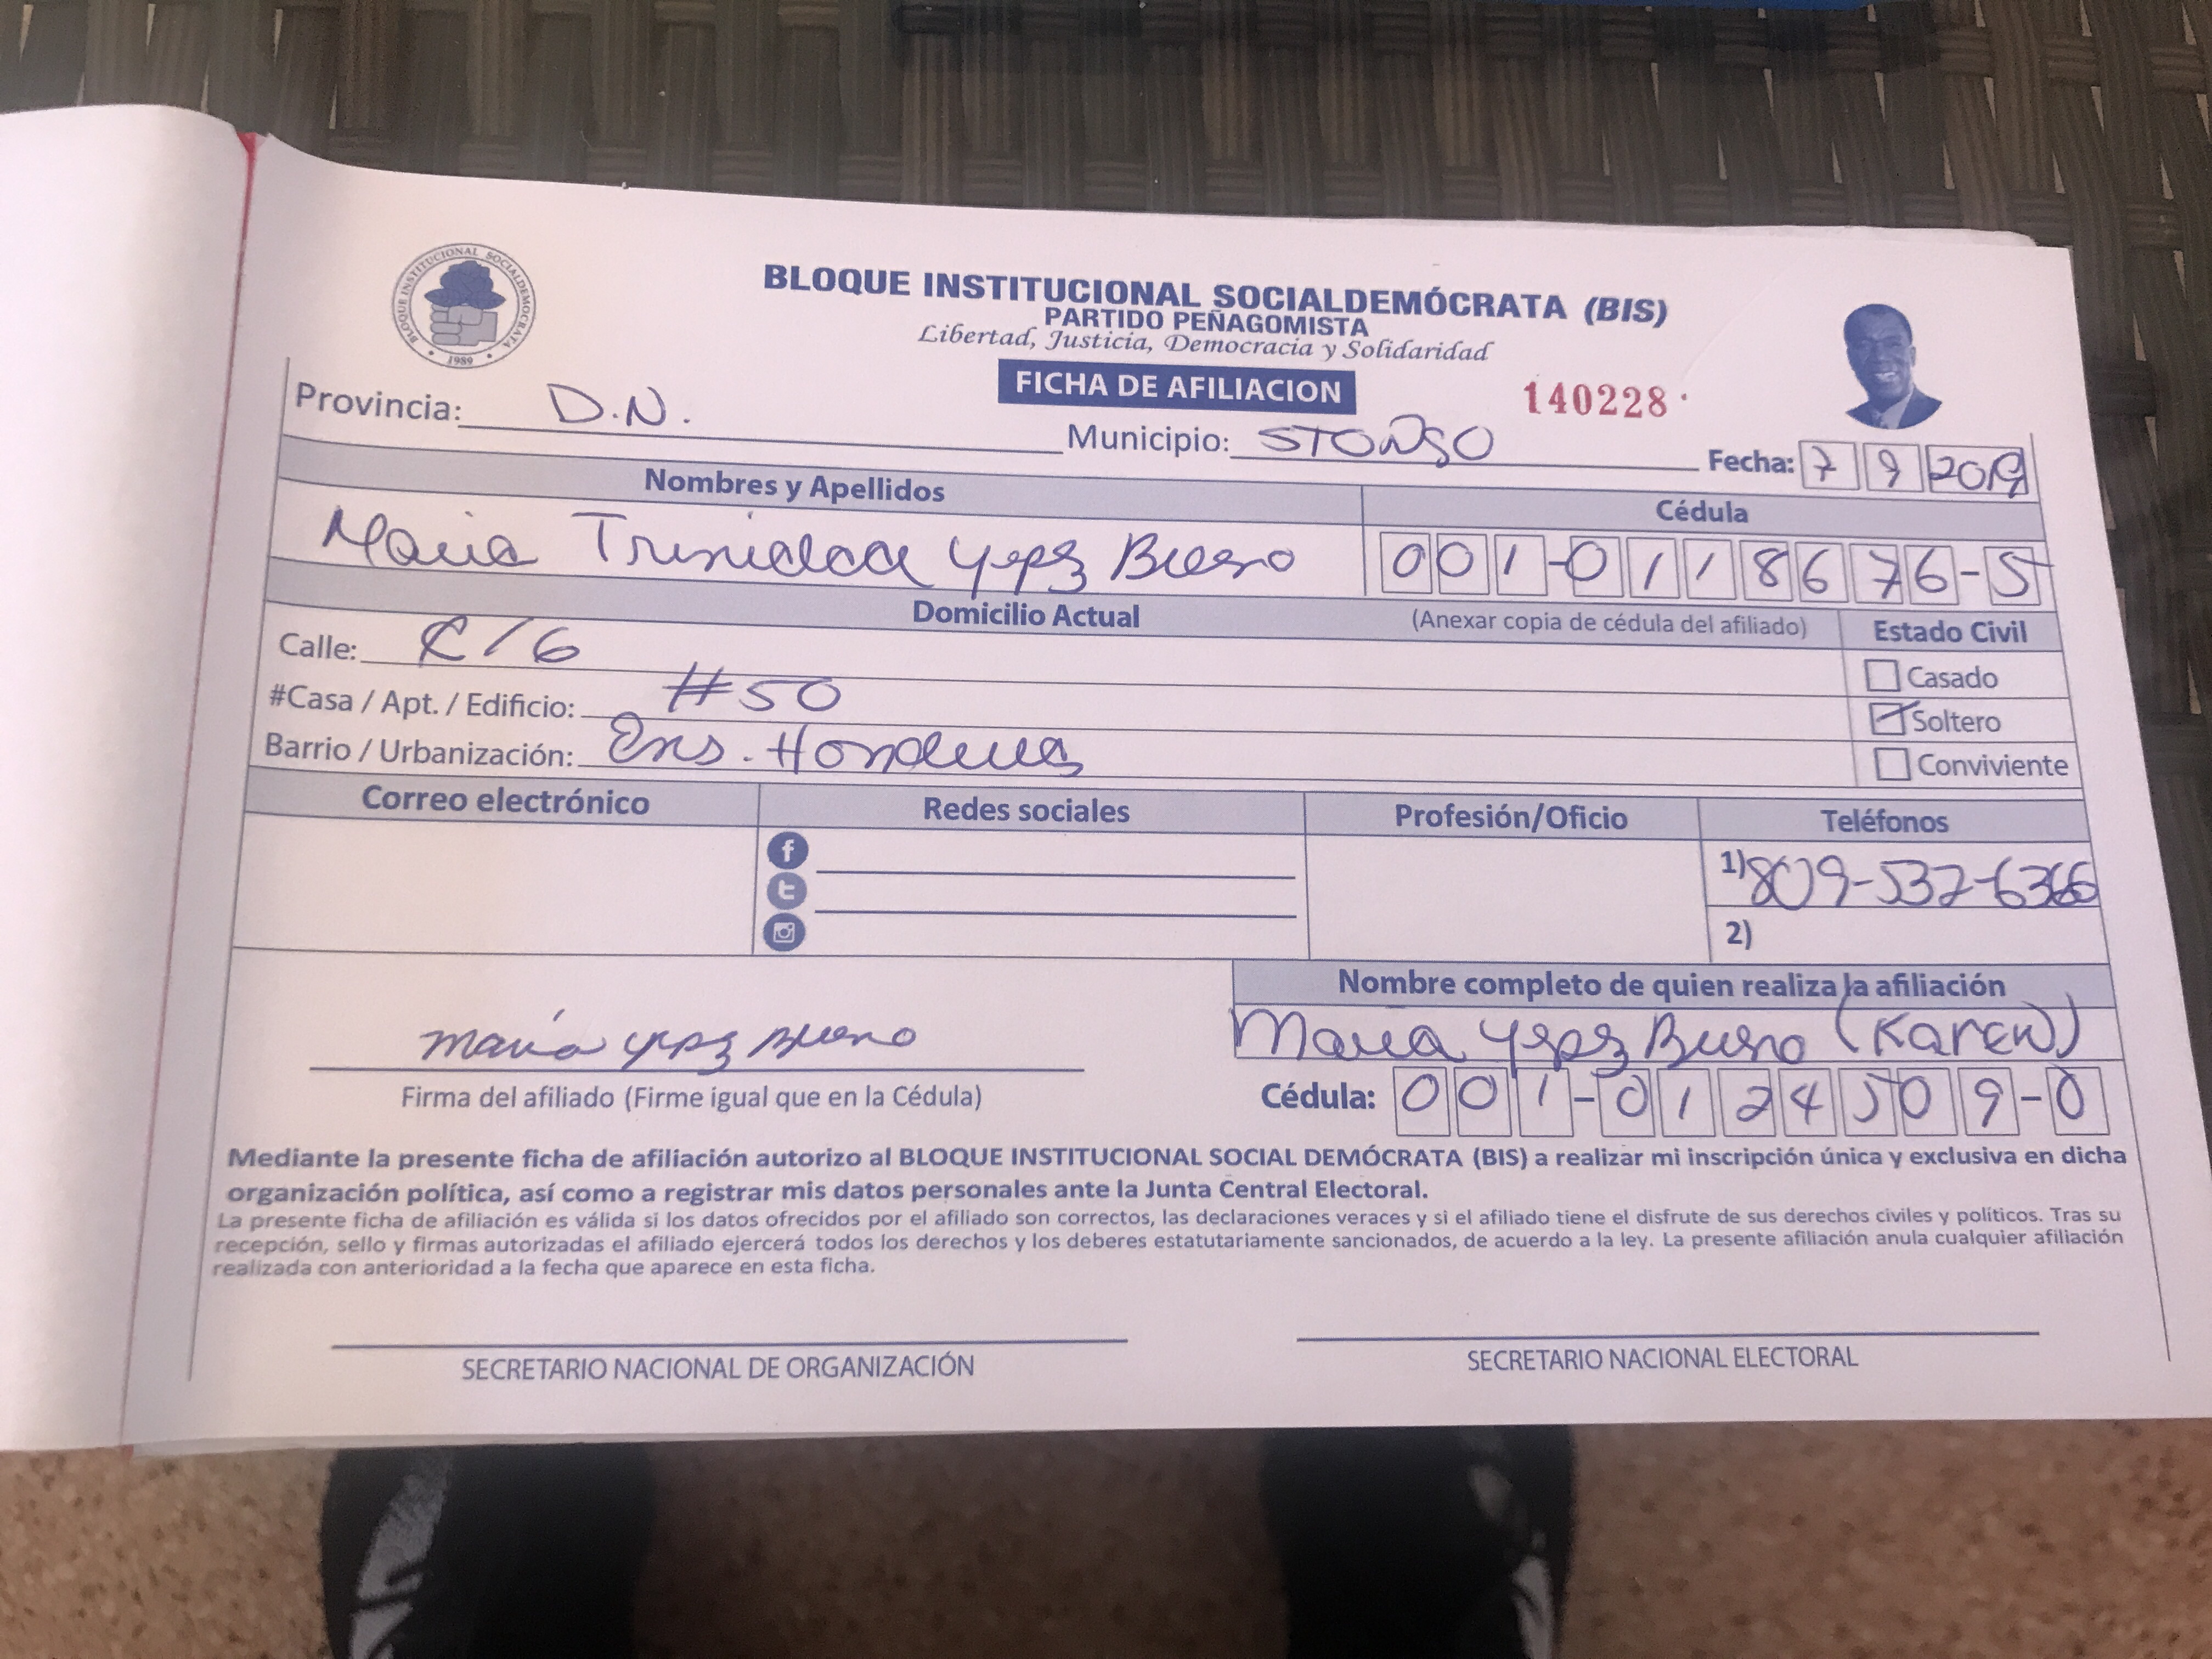 BLOQUE INSTITUCIONAL SOCIALDEMOCRATA
1989
BLOQUE INSTITUCIONAL SOCIALDEMÓCRATA (BIS)
PARTIDO PEÑAGOMISTA
Libertad, Justicia, Democracia y Solidaridad
FICHA DE AFILIACION
140228
Provincia: D.N. Municipio: STO DGO Fecha: 7 9 2019
Nombres y Apellidos Cédula
Maria Trinidad Yepez Bueno 001-0118676-5
Domicilio Actual (Anexar copia de cédula del afiliado) Estado Civil
Calle: C/6 Casado
#Casa / Apt. / Edificio: #50 Soltero
Barrio / Urbanización: Ens. Honduras Conviviente
Correo electrónico Redes sociales Profesión/Oficio Teléfonos
1) 809-537-6366
2)
Nombre completo de quien realiza la afiliación
maría yepez Bueno Maria Yepez Bueno (Karen)
Firma del afiliado (Firme igual que en la Cédula) Cédula: 001-0124509-0
Mediante la presente ficha de afiliación autorizo al BLOQUE INSTITUCIONAL SOCIAL DEMÓCRATA (BIS) a realizar mi inscripción única y exclusiva en dicha
organización política, así como a registrar mis datos personales ante la Junta Central Electoral.
La presente ficha de afiliación es válida si los datos ofrecidos por el afiliado son correctos, las declaraciones veraces y si el afiliado tiene el disfrute de sus derechos civiles y políticos. Tras su
recepción, sello y firmas autorizadas el afiliado ejercerá todos los derechos y los deberes estatutariamente sancionados, de acuerdo a la ley. La presente afiliación anula cualquier afiliación
realizada con anterioridad a la fecha que aparece en esta ficha.
SECRETARIO NACIONAL DE ORGANIZACIÓN SECRETARIO NACIONAL ELECTORAL